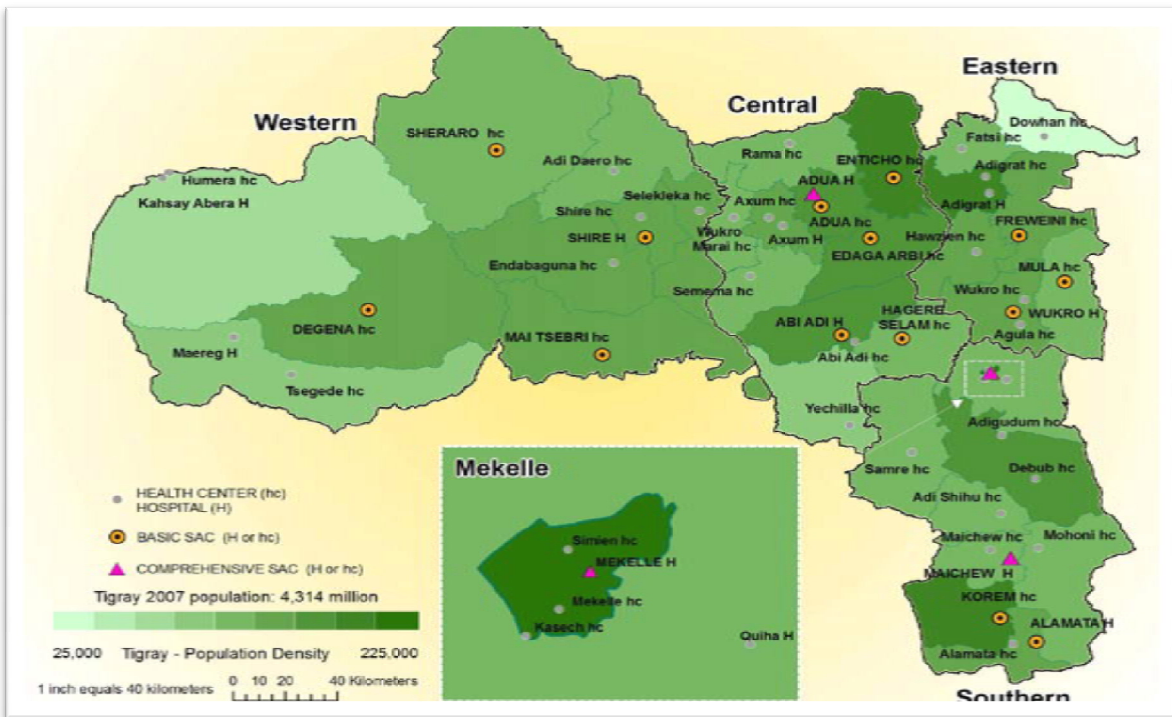 Eastern
Central
Western
Dowhan hc
Fatsi hc
SHERARO hc
Rama hc
ENTICHO hc
Adigrat hc
Adi Daero hc
Humera hc
Kahsay Abera H
ADUA H
Selekleka hc
Axum hc
Adigrat H
Shire hc
ADUA hc
FREWEINI hc
Wukro
Marai hc
Axum H
SHIRE H
Hawzien hc
EDAGA ARBI hc
Endabaguna hc
MULA hc
Semema hc
Wukro hc
HAGERE
SELAM hc
WUKRO H
ABI ADI H
DEGENA hc
MAI TSEBRI hc
Agula hc
Maereg H
Abi Adi hc
Tsegede hc
Yechilla hc
Adigudum hc
Mekelle
Samre hc
Debub hc
HEALTH CENTER (hc)
HOSPITAL (H)
Adi Shihu hc
BASIC SAC (H or hc)
Simien hc
Maichew hc
Mohoni hc
MEKELLE H
COMPREHENSIVE SAC (H or hc)
MAICHEW H
Tigray 2007 population: 4,314 million
KOREM hc
Mekelle hc
ALAMATA H
Kasech hc
Quiha H
25,000 Tigray - Population Density 225,000
Alamata hc
1 inch equals 40 kilometers
0 10 20 40 Kilometers
Southern